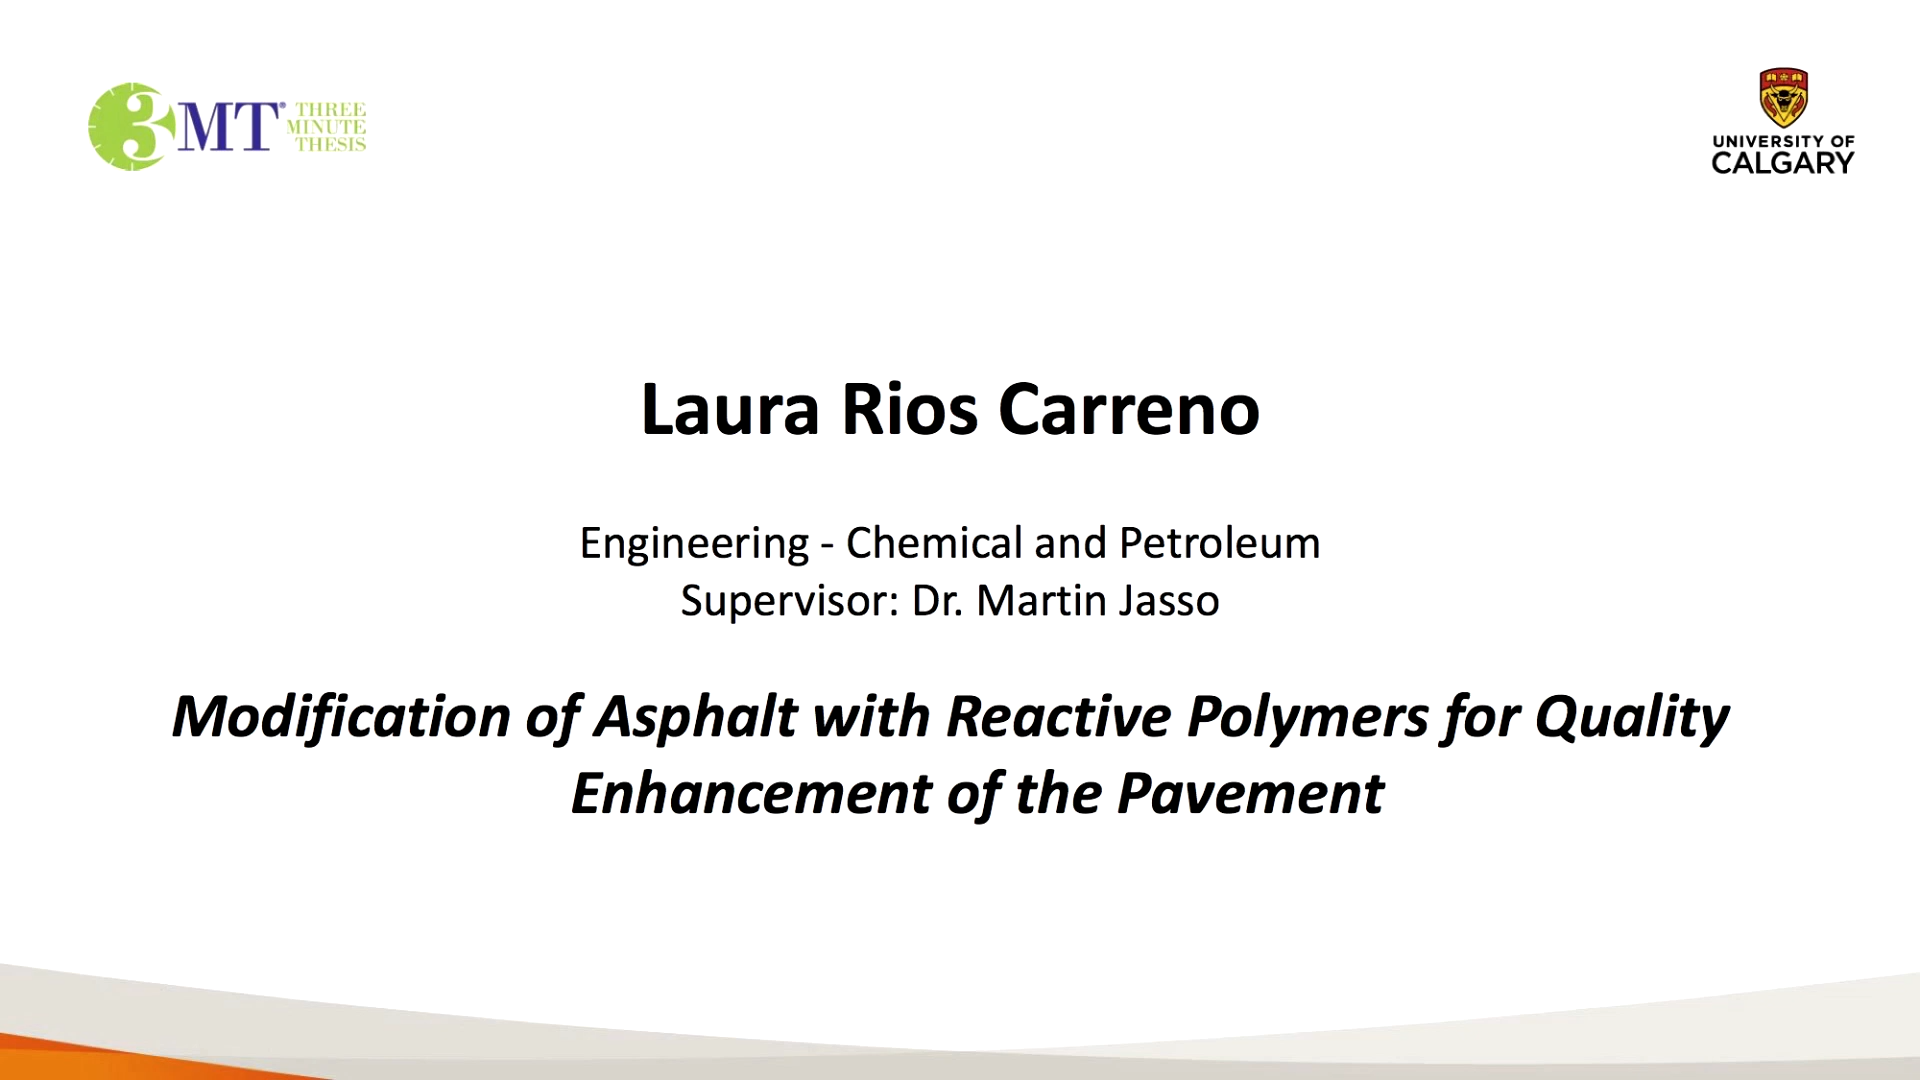 3MT® THREE
MINUTE
THESIS
UNIVERSITY OF
CALGARY
Laura Rios Carreno
Engineering - Chemical and Petroleum
Supervisor: Dr. Martin Jasso
Modification of Asphalt with Reactive Polymers for Quality
Enhancement of the Pavement